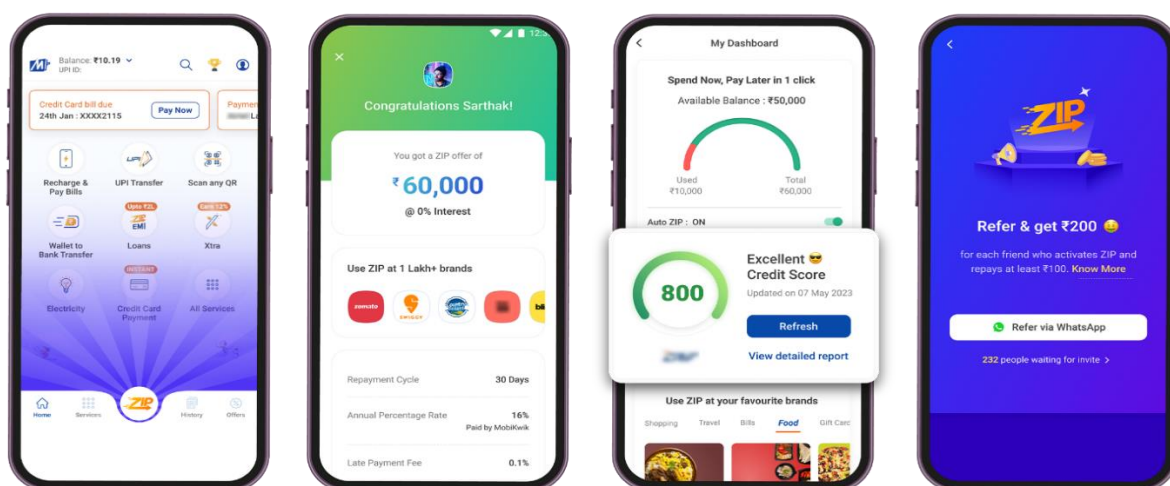 Balance: ₹10.19
UPI ID:
Credit Card bill due
24th Jan : XXXX2115
Pay Now
Recharge &
Pay Bills
UPI Transfer
Scan any QR
Upto ₹2L
ZIP
EMI
Earn 12%
Wallet to
Bank Transfer
Loans
Xtra
INSTANT
Electricity
Credit Card
Payment
All Services
Home
Services
ZIP
History
Offers
Congratulations Sarthak!
You got a ZIP offer of
₹60,000
@ 0% Interest
Use ZIP at 1 Lakh+ brands
zomato
SWIGGY
Repayment Cycle
30 Days
Annual Percentage Rate
16%
Paid by MobiKwik
Late Payment Fee
0.1%
My Dashboard
Spend Now, Pay Later in 1 click
Available Balance : ₹50,000
Used
₹10,000
Total
₹60,000
Auto ZIP : ON
800
Excellent 😎
Credit Score
Updated on 07 May 2023
Refresh
View detailed report
Use ZIP at your favourite brands
Shopping
Travel
Bills
Food
ZIP
Refer & get ₹200 🤑
for each friend who activates ZIP and
repays at least ₹100. Know More
Refer via WhatsApp
232 people waiting for invite >